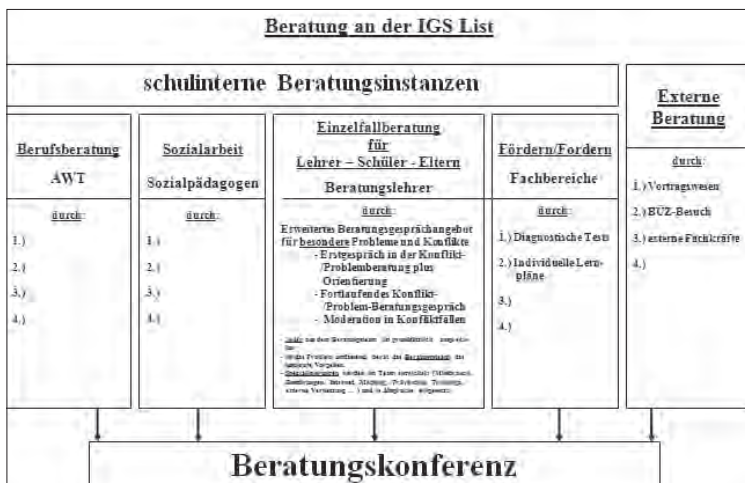 Beratung an der IGS List
schulinterne Beratungsinstanzen
Berufsberatung
AWT
durch:
1.)
2.)
3.)
4.)
Sozialarbeit
Sozialpädagogen
durch:
1.)
2.)
3.)
4.)
Einzelfallberatung
für
Lehrer – Schüler - Eltern
Beratungslehrer
durch:
Erweitertes Beratungsgesprächangebot
für besondere Probleme und Konflikte
- Erstgespräch in der Konflikt-
/Problemberatung plus
Orientierung
- Fortlaufendes Konflikt-
/Problem-Beratungsgespräch
- Moderation in Konfliktfällen
Fördern/Fordern
Fachbereiche
durch:
1.) Diagnostische Tests
2.) Individuelle Lern-
pläne
3.)
4.)
Externe
Beratung
durch:
1.) Vortragswesen
2.) BUZ-Besuch
3.) externe Fachkräfte
4.)
Beratungskonferenz